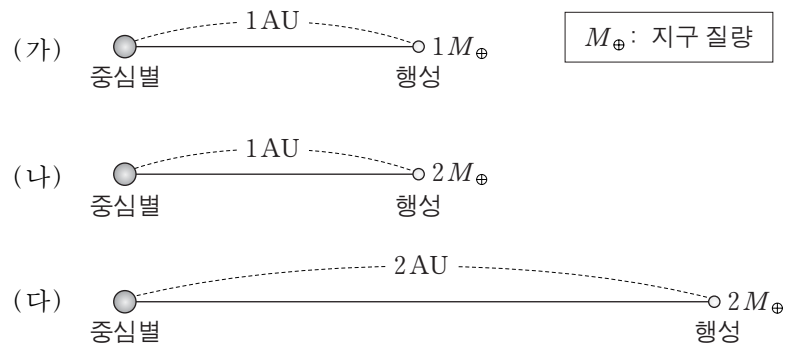 1AU
(가) 1M⊕
중심별 행성
M⊕: 지구 질량
1AU
(나) 2M⊕
중심별 행성
2AU
(다) 2M⊕
중심별 행성